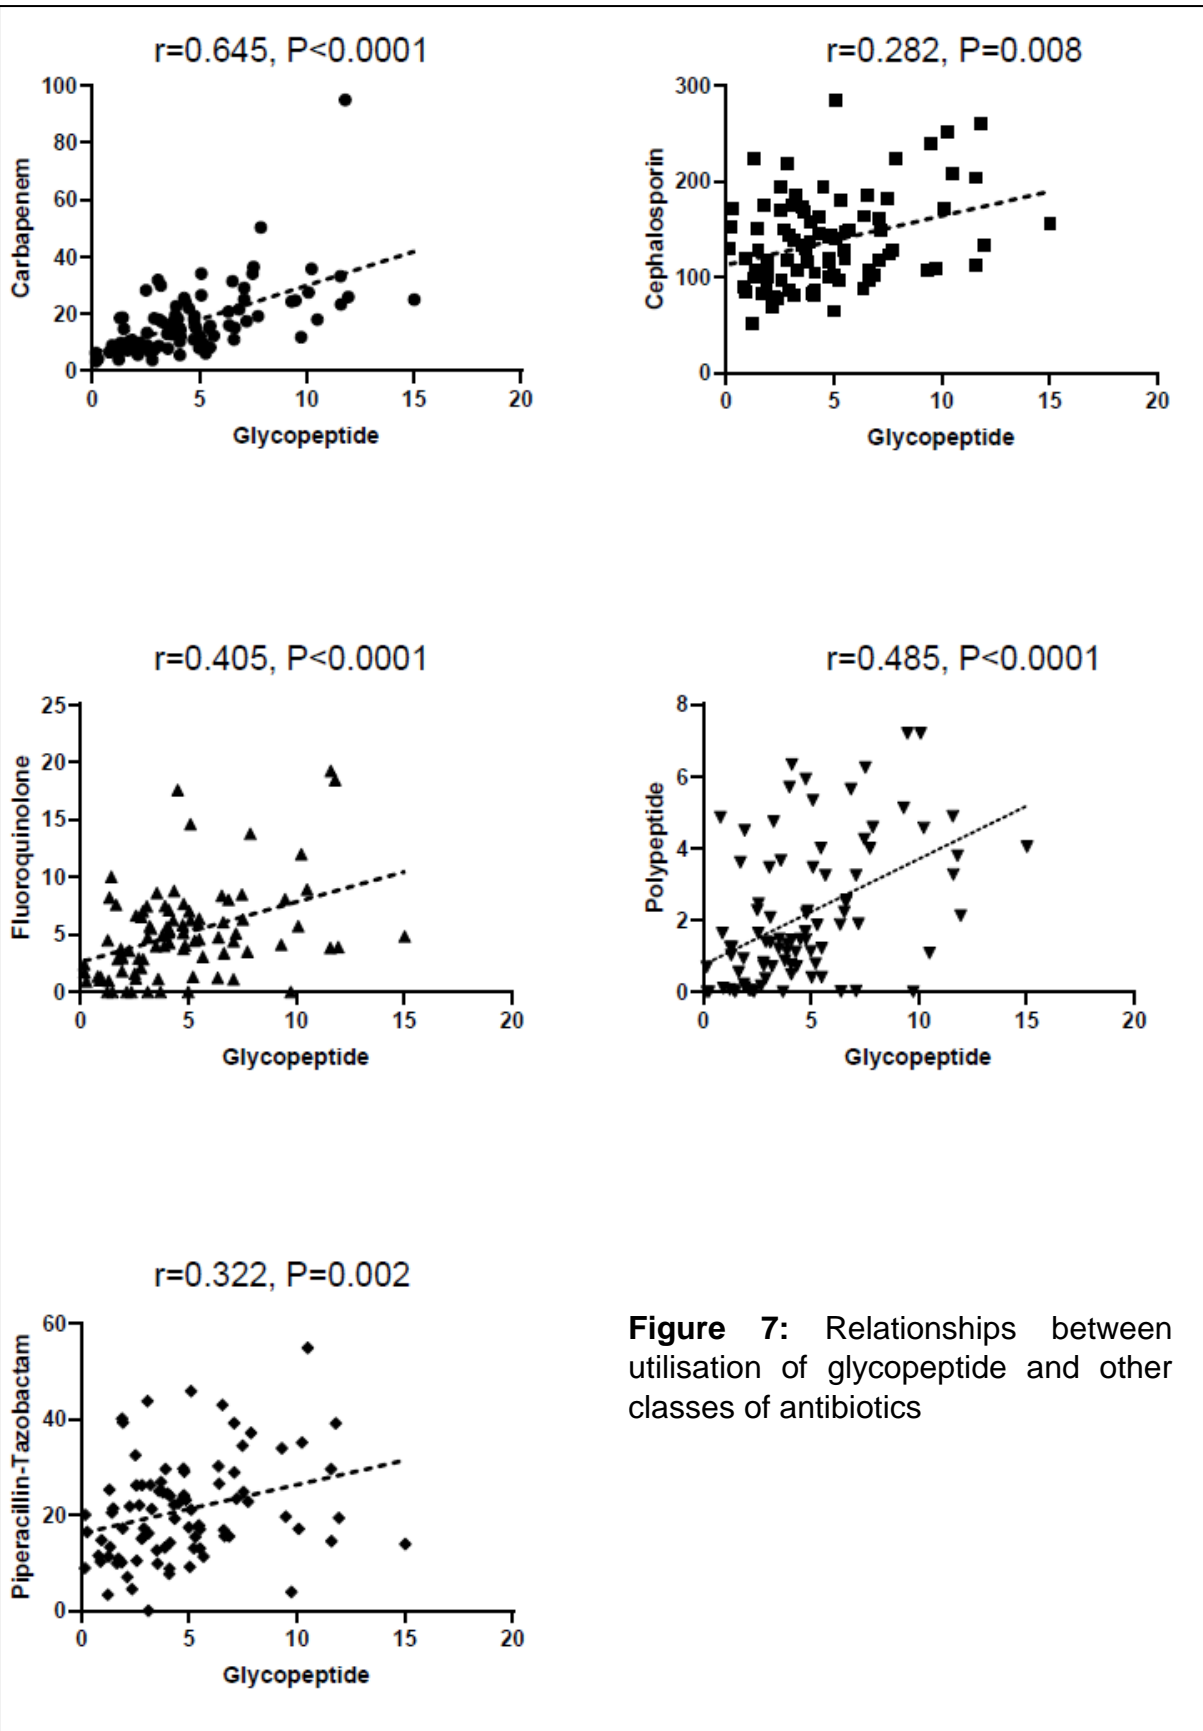 r=0.645, P<0.0001
100
80
60
40
20
0
Carbapenem
0 5 10 15 20
Glycopeptide
r=0.282, P=0.008
300
200
100
0
Cephalosporin
0 5 10 15 20
Glycopeptide
r=0.405, P<0.0001
25
20
15
10
5
0
Fluoroquinolone
0 5 10 15 20
Glycopeptide
r=0.485, P<0.0001
8
6
4
2
0
Polypeptide
0 5 10 15 20
Glycopeptide
r=0.322, P=0.002
60
40
20
0
Piperacillin-Tazobactam
0 5 10 15 20
Glycopeptide
Figure 7: Relationships between
utilisation of glycopeptide and other
classes of antibiotics